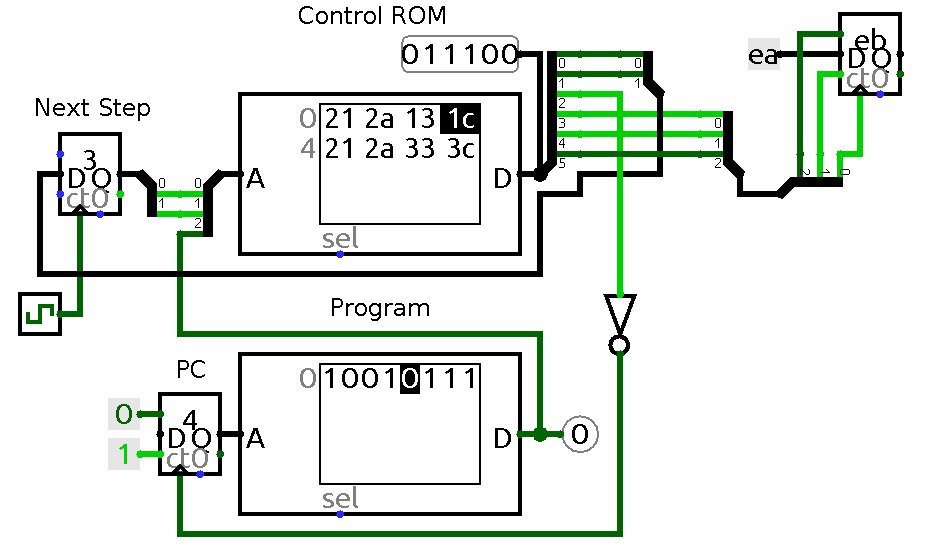 Control ROM
011100
ea
eb
D Q
ct0
0
1
2
3
4
5
0
1
0
1
2
2
1
0
Next Step
3
D Q
ct0
0
1
0
1
2
A
0 21 2a 13 1c
4 21 2a 33 3c
D
sel
Program
PC
0
1
4
D Q
ct0
A
0 10010111
D
0
sel